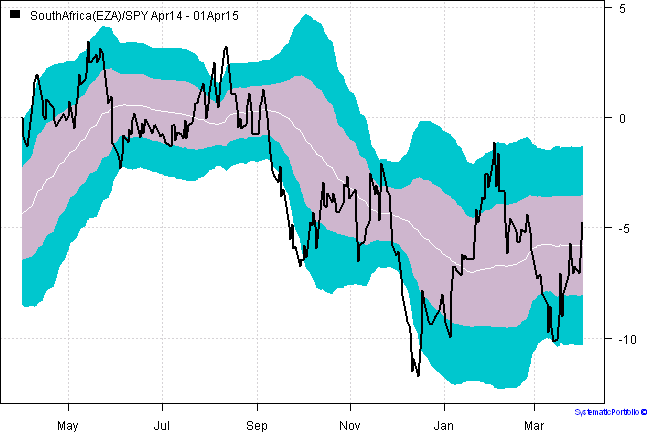 SouthAfrica(EZA)/SPY Apr14 - 01Apr15
5
0
-5
-10
May Jul Sep Nov Jan Mar
SystematicPortfolio ©